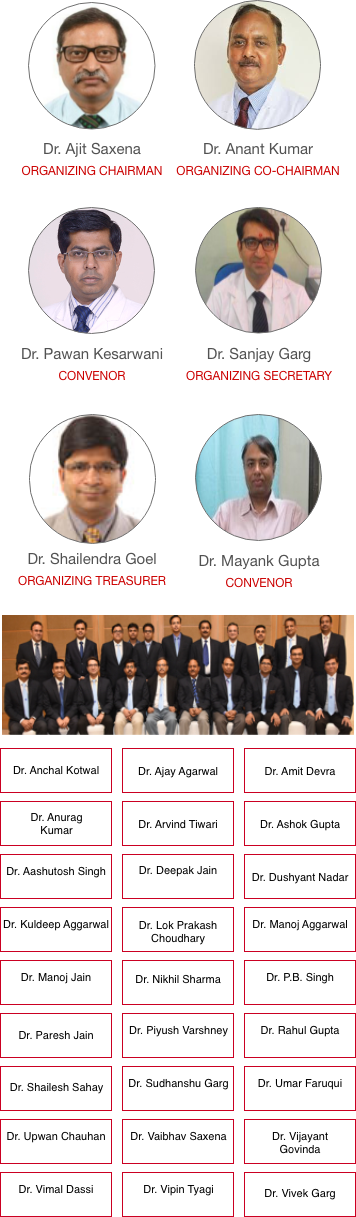 Dr. Ajit Saxena
ORGANIZING CHAIRMAN
Dr. Anant Kumar
ORGANIZING CO-CHAIRMAN
Dr. Pawan Kesarwani
CONVENOR
Dr. Sanjay Garg
ORGANIZING SECRETARY
Dr. Shailendra Goel
ORGANIZING TREASURER
Dr. Mayank Gupta
CONVENOR
Dr. Anchal Kotwal
Dr. Ajay Agarwal
Dr. Amit Devra
Dr. Anurag
Kumar
Dr. Arvind Tiwari
Dr. Ashok Gupta
Dr. Aashutosh Singh
Dr. Deepak Jain
Dr. Dushyant Nadar
Dr. Kuldeep Aggarwal
Dr. Lok Prakash
Choudhary
Dr. Manoj Aggarwal
Dr. Manoj Jain
Dr. Nikhil Sharma
Dr. P.B. Singh
Dr. Paresh Jain
Dr. Piyush Varshney
Dr. Rahul Gupta
Dr. Shailesh Sahay
Dr. Sudhanshu Garg
Dr. Umar Faruqui
Dr. Upwan Chauhan
Dr. Vaibhav Saxena
Dr. Vijayant
Govinda
Dr. Vimal Dassi
Dr. Vipin Tyagi
Dr. Vivek Garg